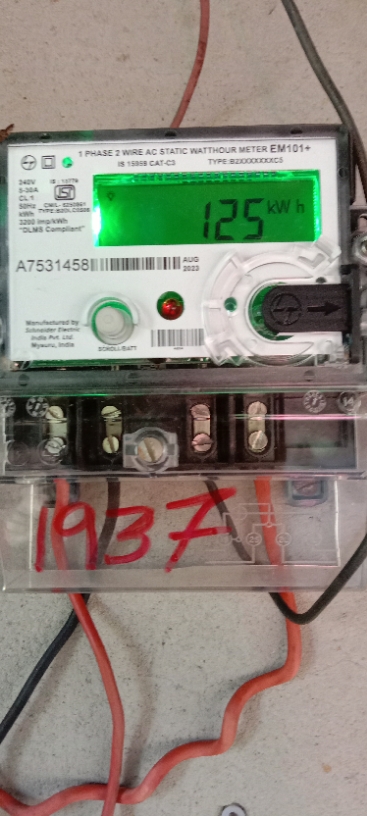 1 PHASE 2 WIRE AC STATIC WATTHOUR METER EM101+
IS 15959 CAT-C3 TYPE:B2XXXXXXXC5
240V
5-30A
CL 1
50Hz
kWh
3200 imp/kWh
"DLMS Compliant"
IS : 13779
ISI
125 kW h
A7531458
AUG
2023
Manufactured by
Schneider Electric
India Pvt. Ltd.
Mysuru, India
SCROLL/BATT
1937